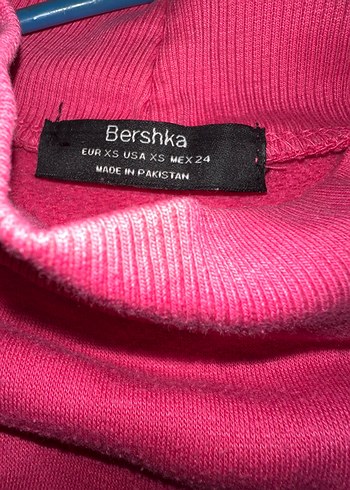 Bershka
EUR XS USA XS MEX 24
MADE IN PAKISTAN